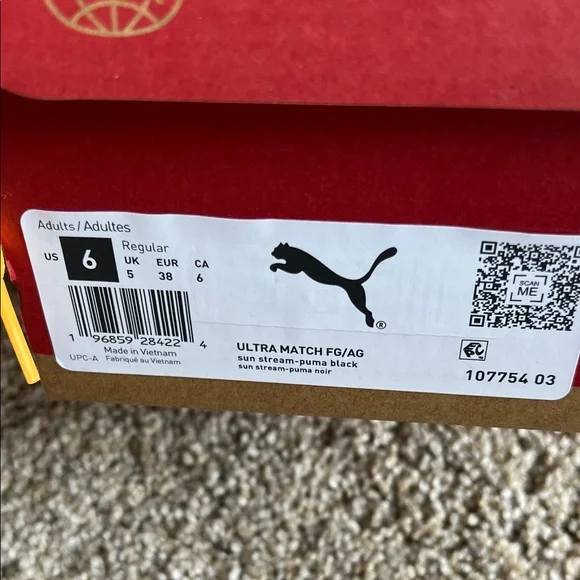 Adults / Adultes
US 6 Regular
UK EUR CA
5 38 6
1 96859 28422 4
UPC-A Made in Vietnam
Fabriqué au Vietnam
®
ULTRA MATCH FG/AG
sun stream-puma black
sun stream-puma noir
SCAN
ME
107754 03